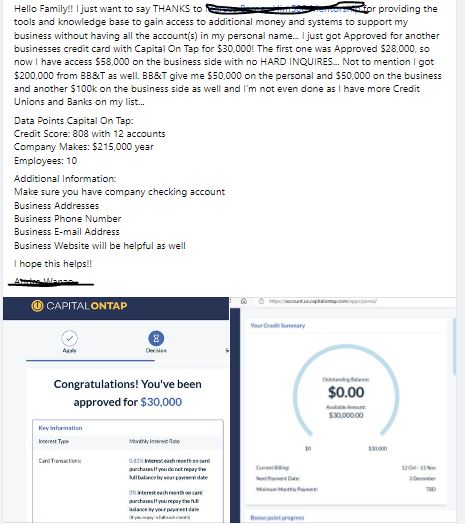 Hello Family!! I just want to say THANKS to for providing the
tools and knowledge base to gain access to additional money and systems to support my
business without having all the account(s) in my personal name... I just got Approved for another
businesses credit card with Capital On Tap for $30,000! The first one was Approved $28,000, so
now I have access $58,000 on the business side with no HARD INQUIRES... Not to mention I got
$200,000 from BB&T as well. BB&T give me $50,000 on the personal and $50,000 on the business
and another $100k on the business side as well and I'm not even done as I have more Credit
Unions and Banks on my list...
Data Points Capital On Tap:
Credit Score: 808 with 12 accounts
Company Makes: $215,000 year
Employees: 10
Additional Information:
Make sure you have company checking account
Business Addresses
Business Phone Number
Business E-mail Address
Business Website will be helpful as well
I hope this helps!!
CAPITAL ONTAP
Apply Decision S
Congratulations! You've been
approved for $30,000
Key Information
Interest Type Monthly Interest Rate
Card Transactions 0.83% Interest each month on card
purchases if you do not repay the
full balance by your payment date
0% Interest each month on card
purchases if you repay the full
balance by your payment date
(if you repay in full each month)
https://account.us.capitalontap.com/apps/portal/
Your Credit Summary
Outstanding Balance
$0.00
Available Amount:
$30,000.00
$0 $30,000
Current Billing 12 Oct - 11 Nov
Next Payment Date: 3 December
Minimum Monthly Payment: TBD
Bonus point progress